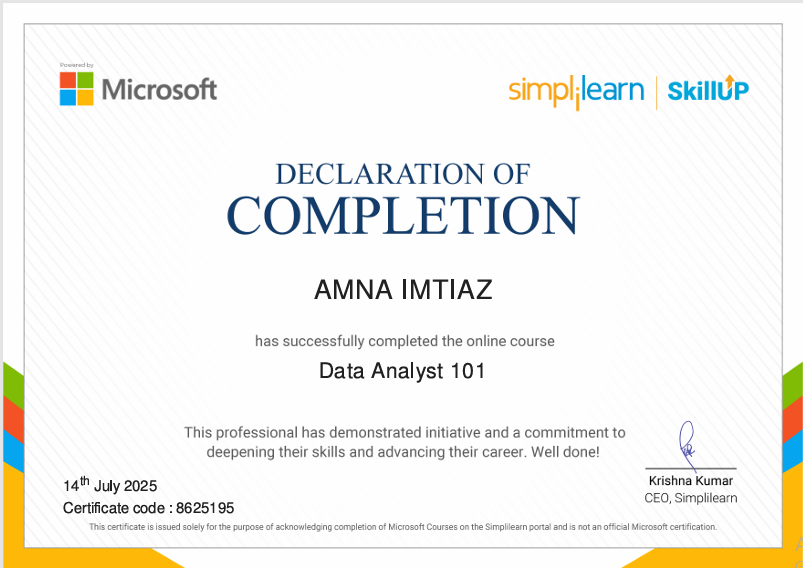 Powered by
Microsoft
simplilearn | SkillUP
DECLARATION OF
COMPLETION
AMNA IMTIAZ
has successfully completed the online course
Data Analyst 101
This professional has demonstrated initiative and a commitment to
deepening their skills and advancing their career. Well done!
14th July 2025
Certificate code : 8625195
Krishna Kumar
CEO, Simplilearn
This certificate is issued solely for the purpose of acknowledging completion of Microsoft Courses on the Simplilearn portal and is not an official Microsoft certification.